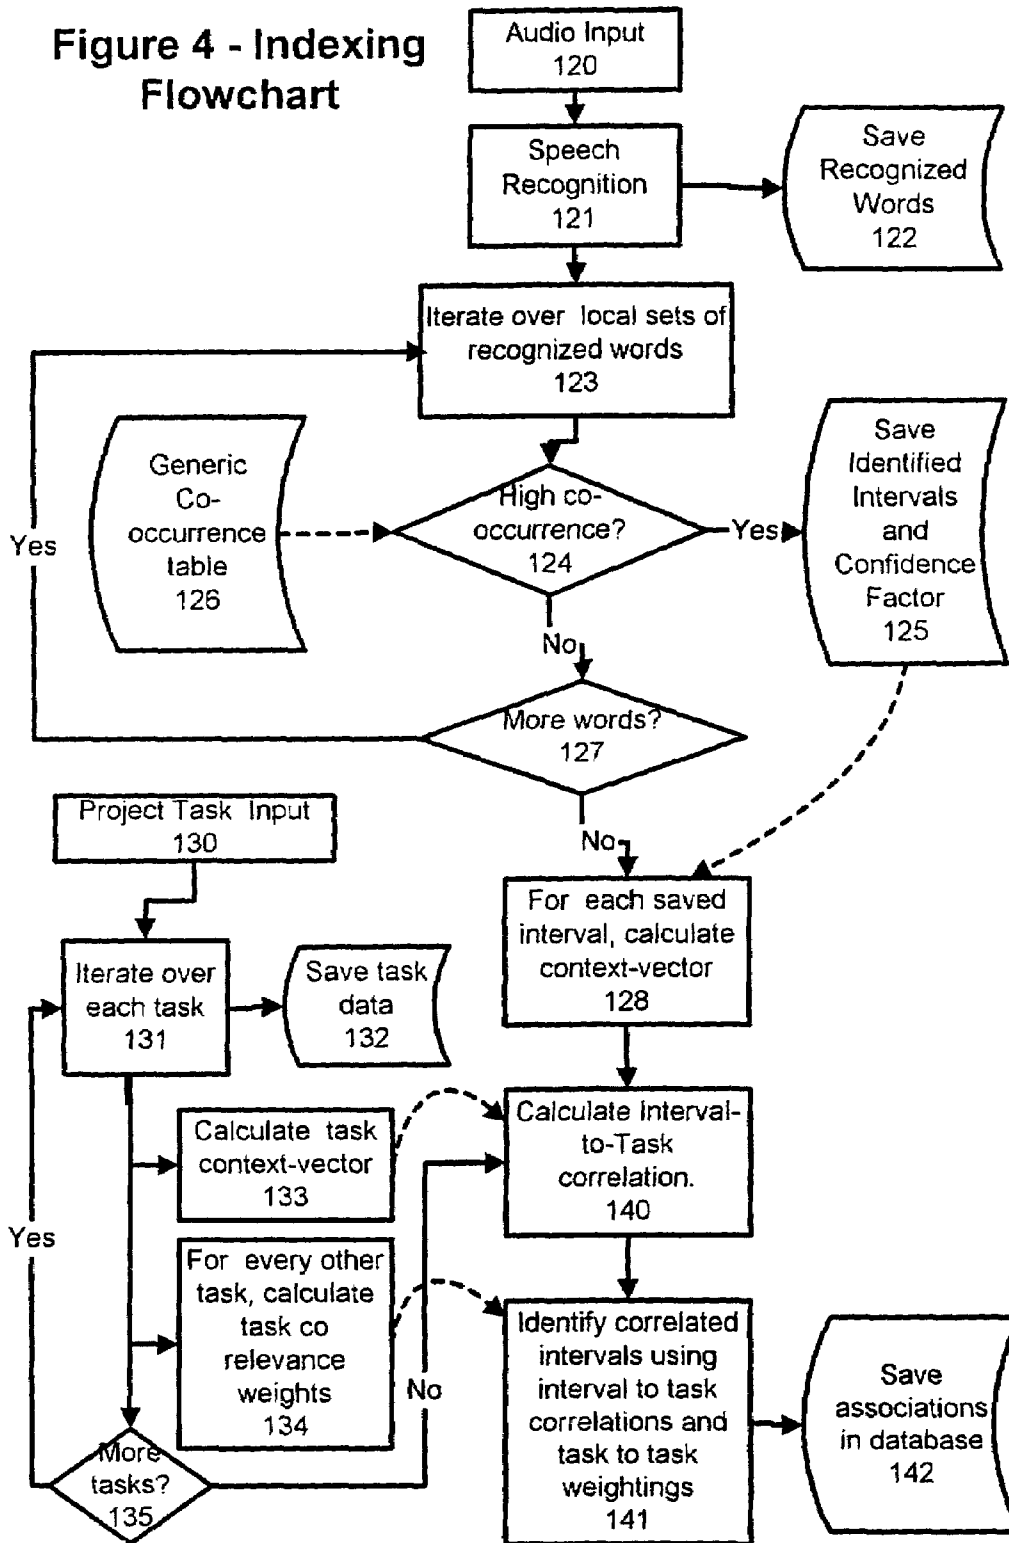 Figure 4 - Indexing
Flowchart
Audio Input
120
Speech
Recognition
121
Save
Recognized
Words
122
Iterate over local sets of
recognized words
123
Generic
Co-
occurrence
table
126
High co-
occurrence?
124
Yes
Save
Identified
Intervals
and
Confidence
Factor
125
Yes
No
More words?
127
No
Project Task Input
130
For each saved
interval, calculate
context-vector
128
Iterate over
each task
131
Save task
data
132
Calculate task
context-vector
133
Calculate Interval-
to-Task
correlation.
140
Yes
For every other
task, calculate
task co
relevance
weights
134
No
Identify correlated
intervals using
interval to task
correlations and
task to task
weightings
141
Save
associations
in database
142
More
tasks?
135